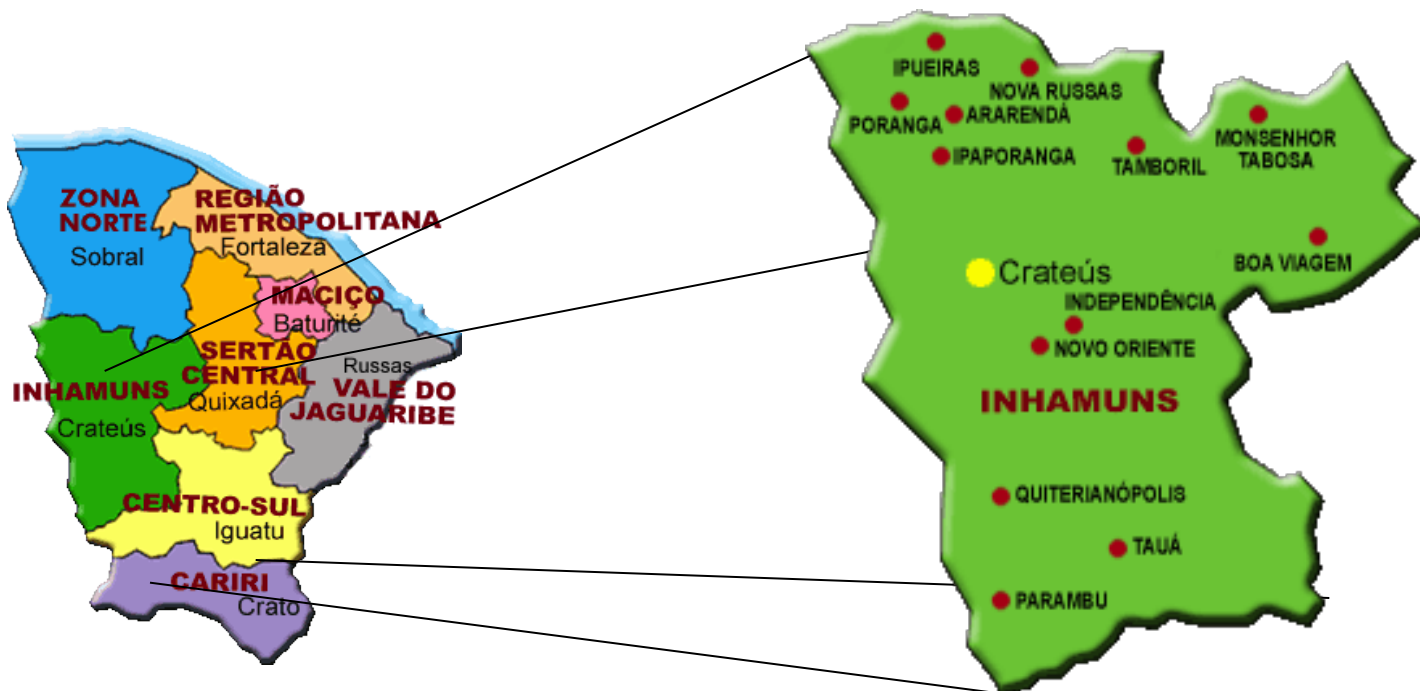 ZONA
NORTE
Sobral
REGIÃO
METROPOLITANA
Fortaleza
MACIÇO
Baturité
SERTÃO
CENTRAL
Quixadá
Russas
VALE DO
JAGUARIBE
INHAMUNS
Crateús
CENTRO-SUL
Iguatu
CARIRI
Crato
IPUEIRAS
NOVA RUSSAS
PORANGA
ARARENDÁ
IPAPORANGA
TAMBORIL
MONSENHOR
TABOSA
BOA VIAGEM
Crateús
INDEPENDÊNCIA
NOVO ORIENTE
INHAMUNS
QUITERIANÓPOLIS
TAUÁ
PARAMBU